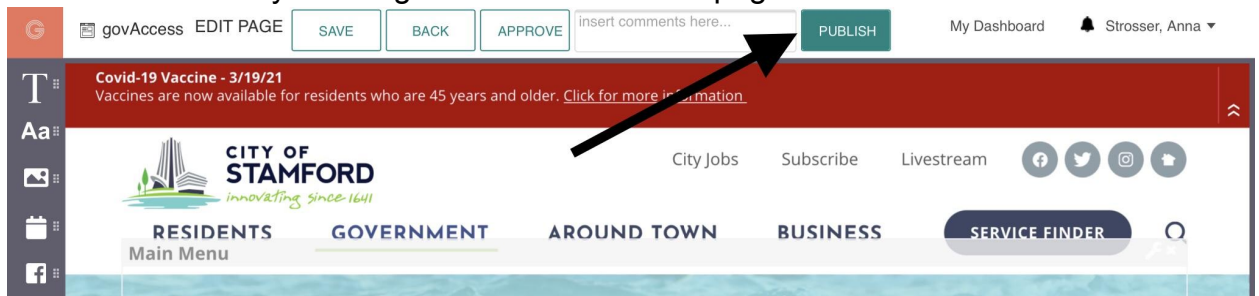 govAccess EDIT PAGE SAVE BACK APPROVE insert comments here... PUBLISH My Dashboard Strosser, Anna
Covid-19 Vaccine - 3/19/21
Vaccines are now available for residents who are 45 years and older. Click for more information
T
Aa
CITY OF
STAMFORD
innovating since 1641
City Jobs Subscribe Livestream
RESIDENTS GOVERNMENT AROUND TOWN BUSINESS SERVICE FINDER
Main Menu